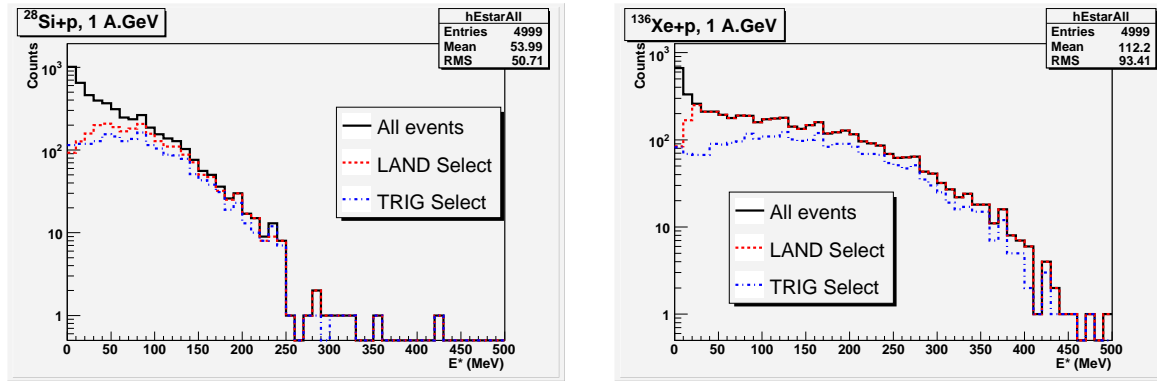 28Si+p, 1 A.GeV
hEstarAll
Entries 4999
Mean 53.99
RMS 50.71
Counts
10³
10²
10
1
All events
LAND Select
TRIG Select
0 50 100 150 200 250 300 350 400 450 500
E* (MeV)
136Xe+p, 1 A.GeV
hEstarAll
Entries 4999
Mean 112.2
RMS 93.41
Counts
10³
10²
10
1
All events
LAND Select
TRIG Select
0 50 100 150 200 250 300 350 400 450 500
E* (MeV)